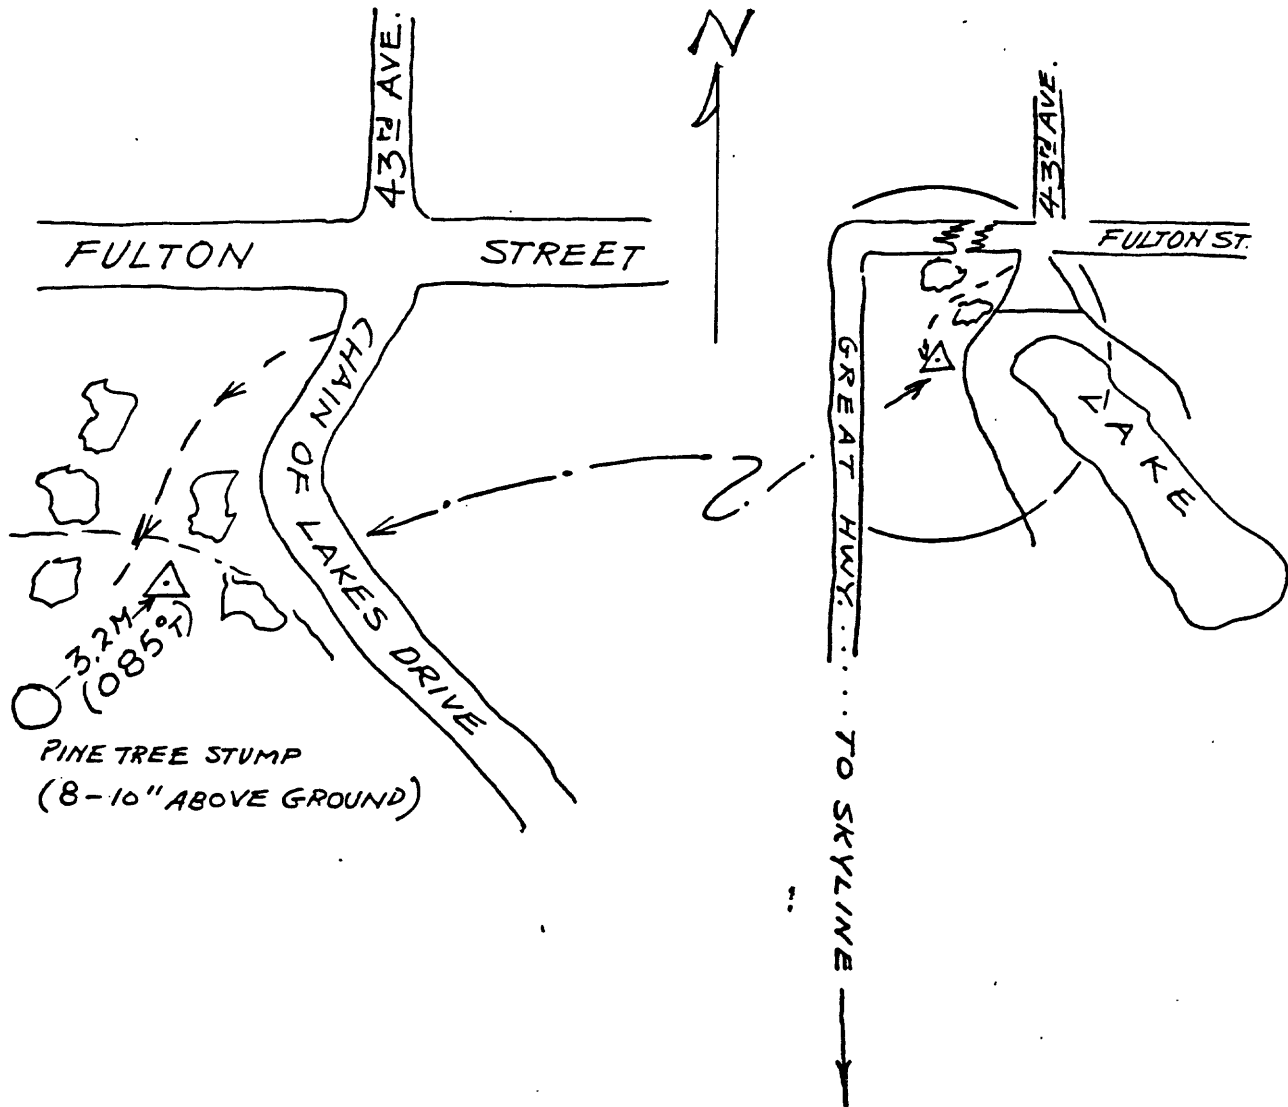 43rd AVE.
FULTON STREET
CHAIN OF LAKES DRIVE
3.2M
(085°T)
PINE TREE STUMP
(8-10" ABOVE GROUND)
N
43rd AVE.
FULTON ST.
GREAT HWY..... TO SKYLINE
LAKE